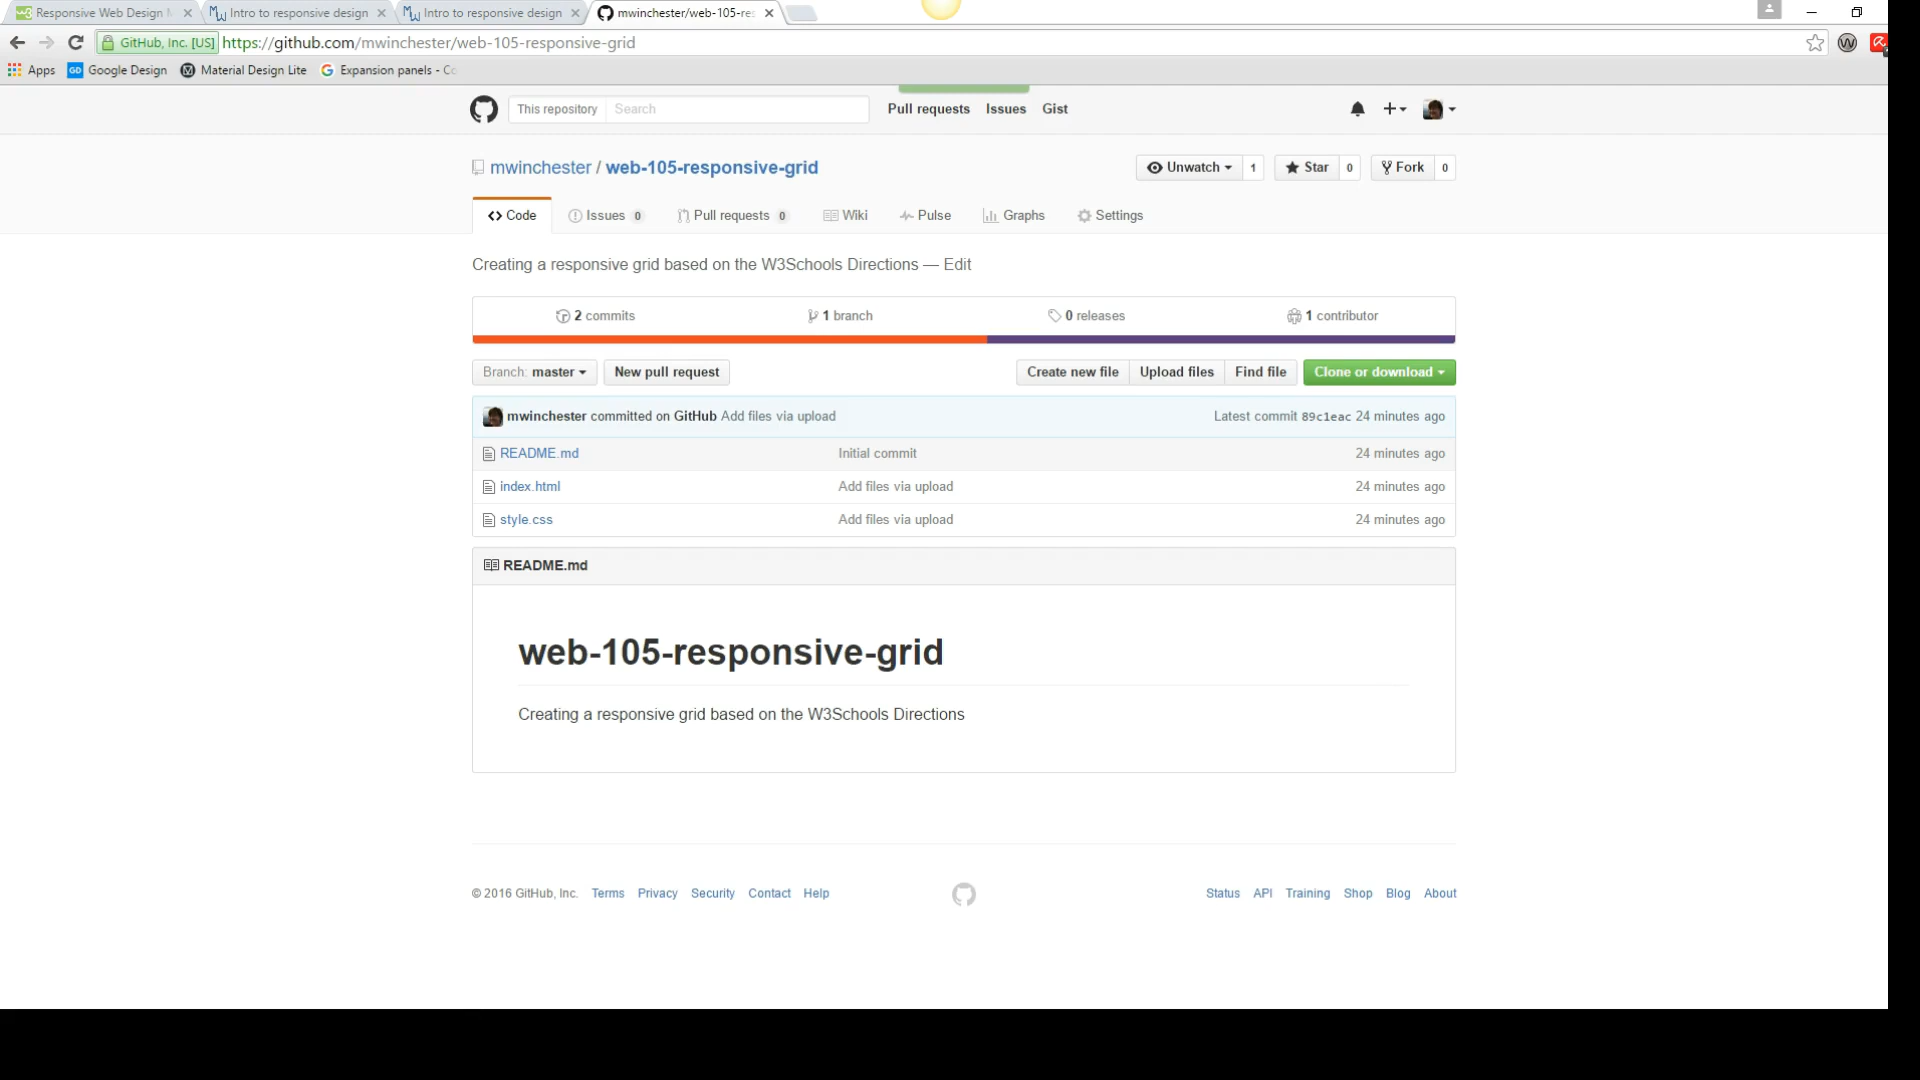 Responsive Web Design
Intro to responsive design
Intro to responsive design
mwinchester/web-105-re
GitHub, Inc. [US] https://github.com/mwinchester/web-105-responsive-grid
Apps GD Google Design Material Design Lite Expansion panels - Co
This repository Search Pull requests Issues Gist
mwinchester / web-105-responsive-grid Unwatch 1 Star 0 Fork 0
Code Issues 0 Pull requests 0 Wiki Pulse Graphs Settings
Creating a responsive grid based on the W3Schools Directions — Edit
2 commits 1 branch 0 releases 1 contributor
Branch: master New pull request Create new file Upload files Find file Clone or download
mwinchester committed on GitHub Add files via upload Latest commit 89c1eac 24 minutes ago
README.md Initial commit 24 minutes ago
index.html Add files via upload 24 minutes ago
style.css Add files via upload 24 minutes ago
README.md
web-105-responsive-grid
Creating a responsive grid based on the W3Schools Directions
© 2016 GitHub, Inc. Terms Privacy Security Contact Help Status API Training Shop Blog About